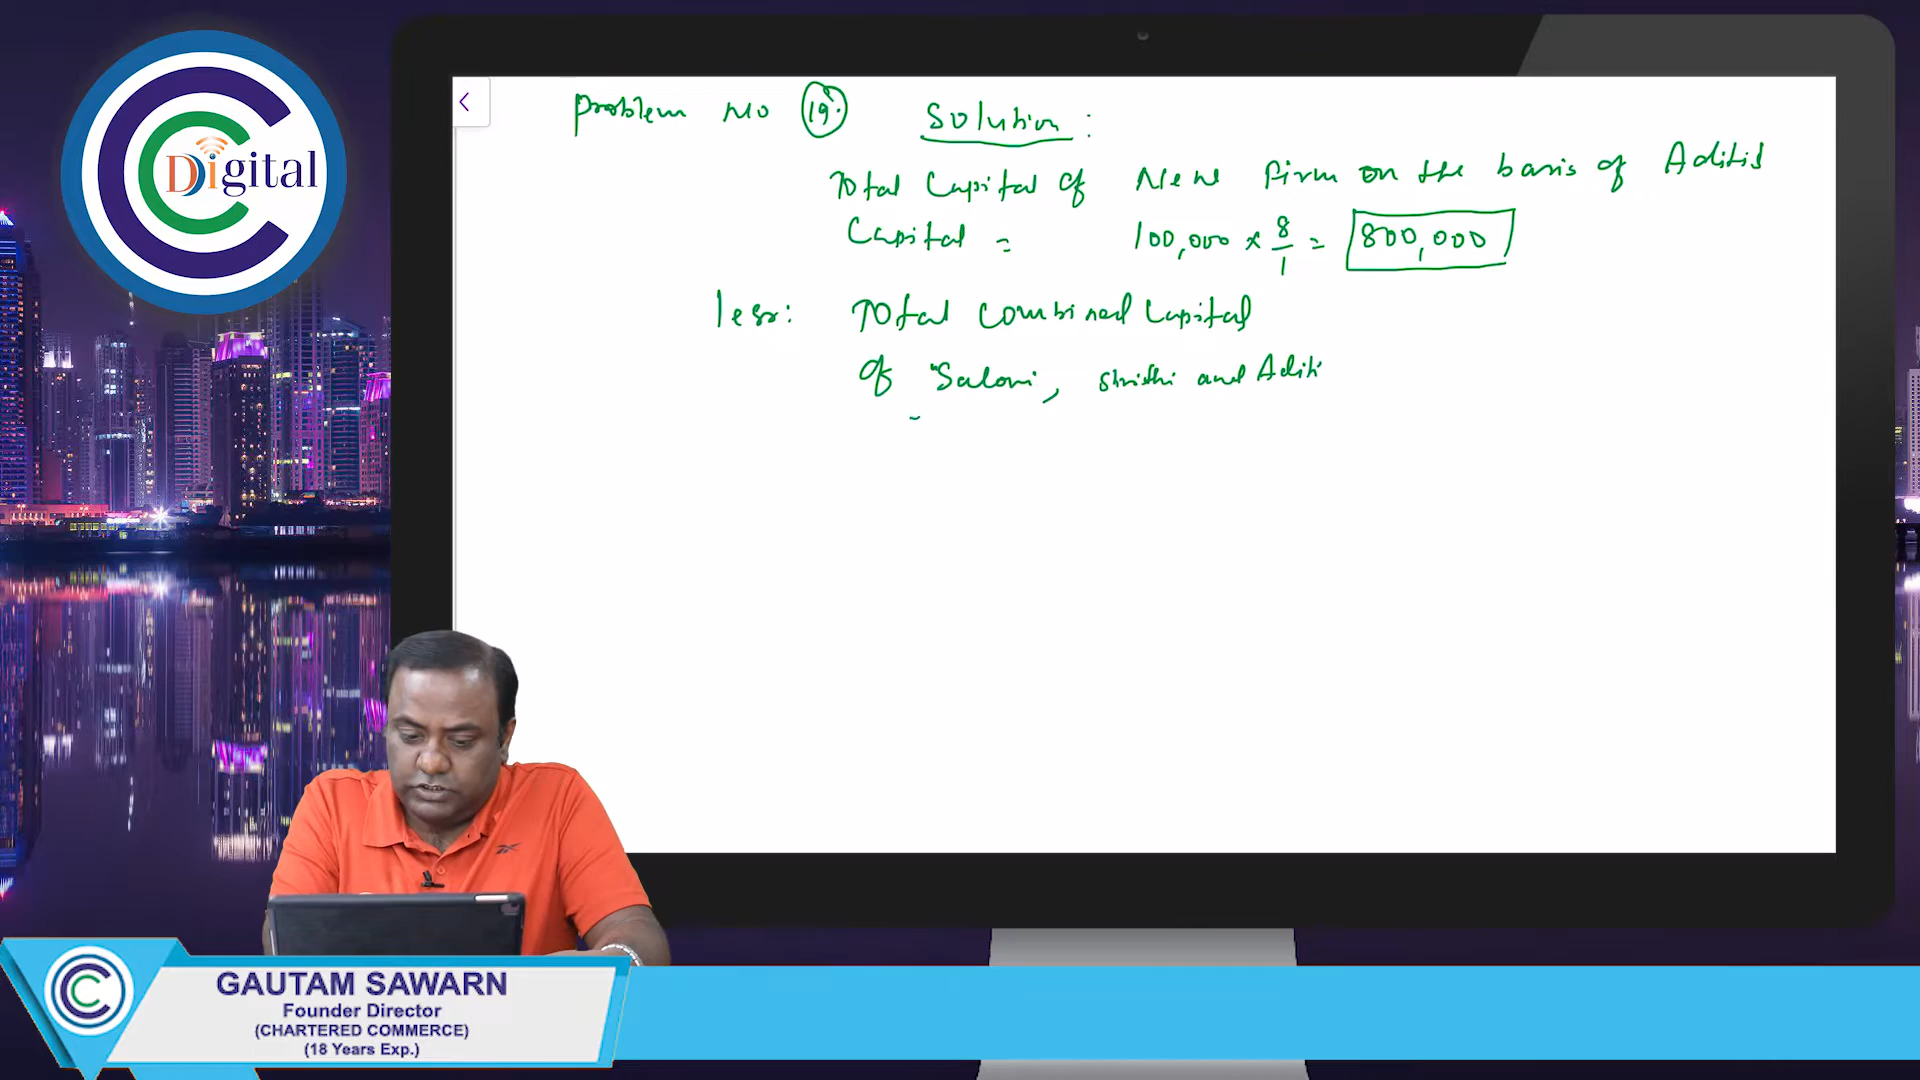 Problem No 19.
Solution:
Total Capital of New Firm on the basis of Aditi's
Capital = 100,000 × 8/1 = 800,000
less: Total Combined Capital
of Saloni, Shristhi and Aditi
-
Digital
GAUTAM SAWARN
Founder Director
(CHARTERED COMMERCE)
(18 Years Exp.)